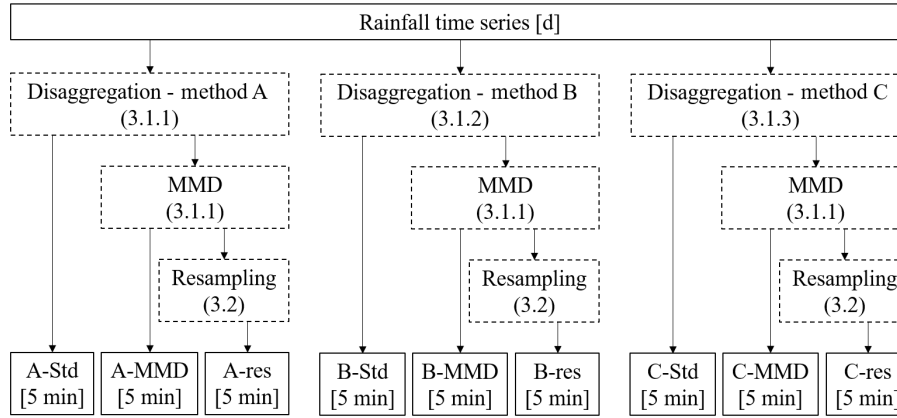 Rainfall time series [d]
Disaggregation - method A
(3.1.1)
Disaggregation - method B
(3.1.2)
Disaggregation - method C
(3.1.3)
MMD
(3.1.1)
MMD
(3.1.1)
MMD
(3.1.1)
Resampling
(3.2)
Resampling
(3.2)
Resampling
(3.2)
A-Std
[5 min]
A-MMD
[5 min]
A-res
[5 min]
B-Std
[5 min]
B-MMD
[5 min]
B-res
[5 min]
C-Std
[5 min]
C-MMD
[5 min]
C-res
[5 min]